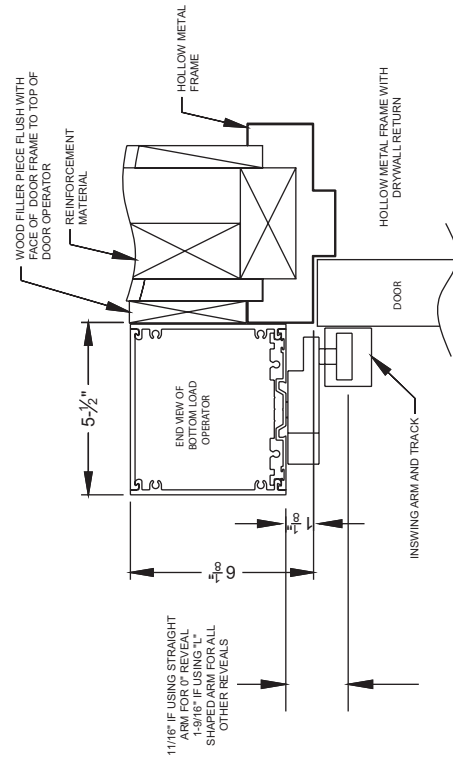 WOOD FILLER PIECE FLUSH WITH
FACE OF DOOR FRAME TO TOP OF
DOOR OPERATOR
REINFORCEMENT
MATERIAL
HOLLOW METAL
FRAME
5-½"
6 ⅛"
END VIEW OF
BOTTOM LOAD
OPERATOR
1 ⅛"
11/16" IF USING STRAIGHT
ARM FOR 0" REVEAL
1-9/16" IF USING "L"
SHAPED ARM FOR ALL
OTHER REVEALS
DOOR
HOLLOW METAL FRAME WITH
DRYWALL RETURN
INSWING ARM AND TRACK